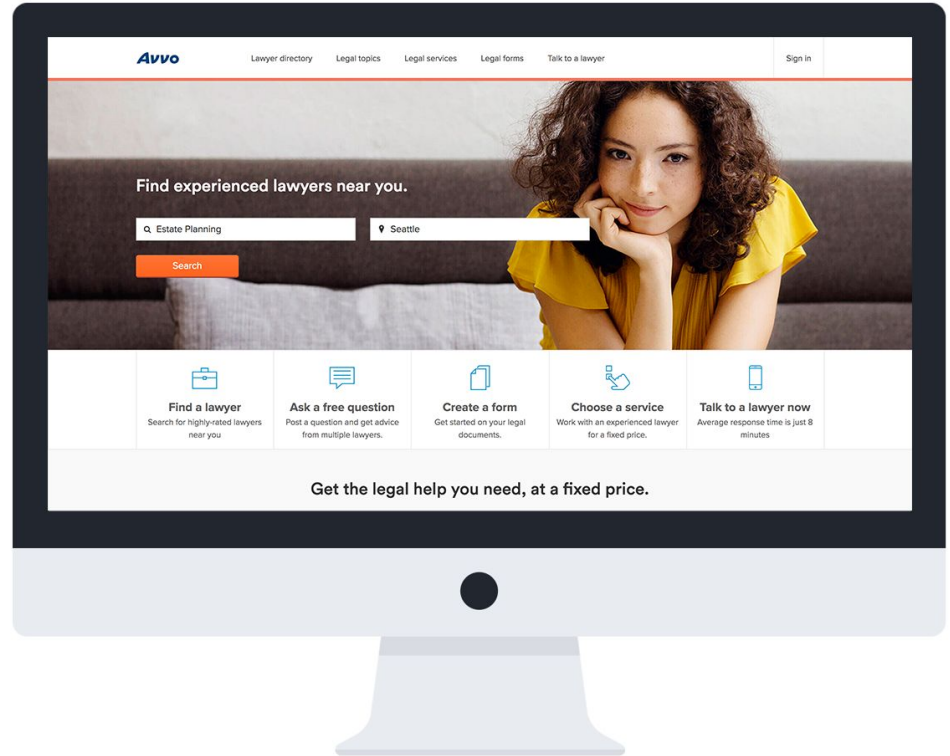 Avvo
Lawyer directory
Legal topics
Legal services
Legal forms
Talk to a lawyer
Sign in
Find experienced lawyers near you.
Estate Planning
Seattle
Search
Find a lawyer
Search for highly-rated lawyers
near you
Ask a free question
Post a question and get advice
from multiple lawyers.
Create a form
Get started on your legal
documents.
Choose a service
Work with an experienced lawyer
for a fixed price.
Talk to a lawyer now
Average response time is just 8
minutes
Get the legal help you need, at a fixed price.